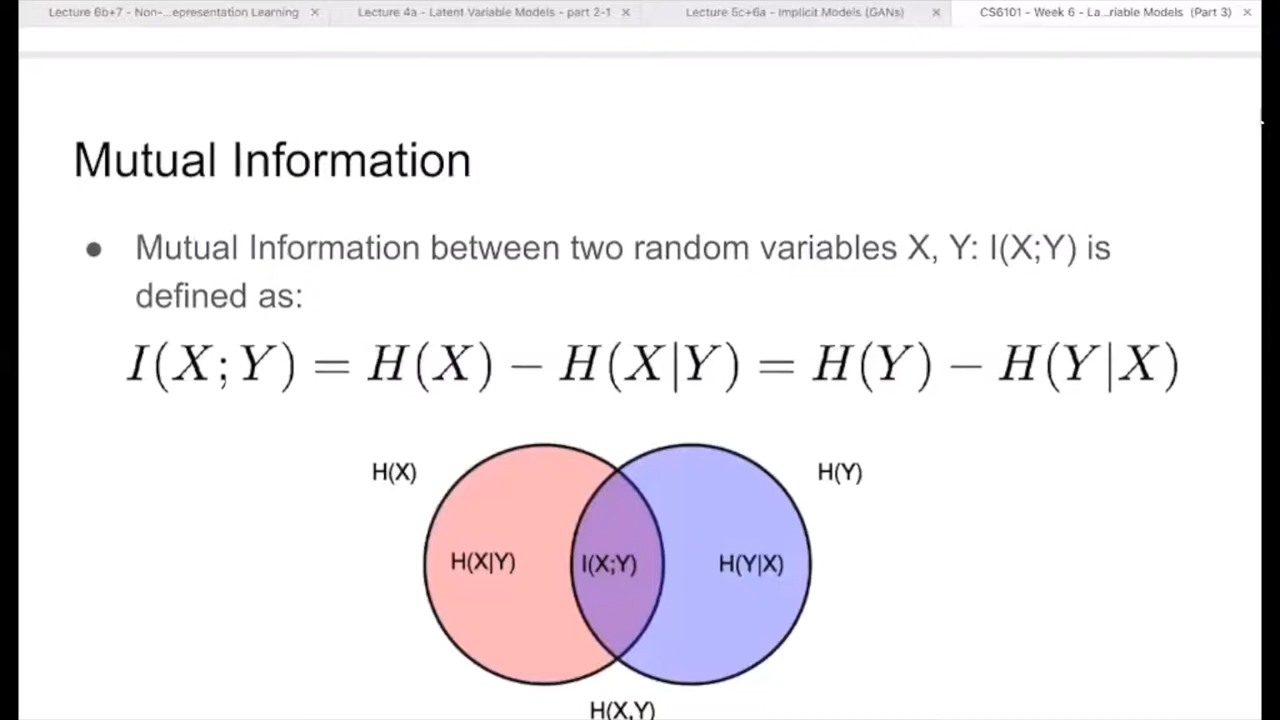 Lecture 6b+7 - Non-...epresentation Learning × Lecture 4a - Latent Variable Models - part 2-1 × Lecture 5c+6a - Implicit Models (GANs) × CS6101 - Week 6 - La...riable Models (Part 3) ×
Mutual Information
● Mutual Information between two random variables X, Y: I(X;Y) is
defined as:
I(X;Y) = H(X) − H(X|Y) = H(Y) − H(Y|X)
H(X) H(Y)
H(X|Y) I(X;Y) H(Y|X)
H(X,Y)